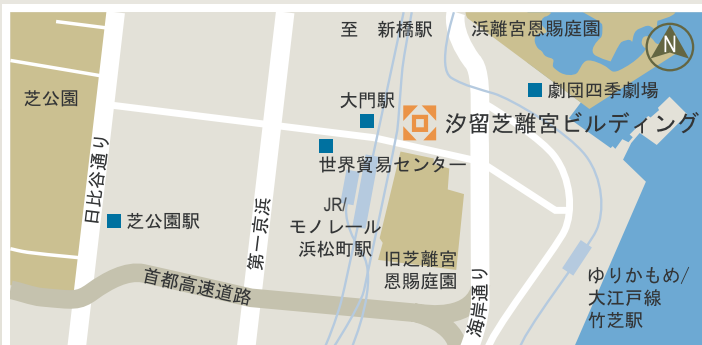 至 新橋駅
浜離宮恩賜庭園
N
芝公園
大門駅
劇団四季劇場
汐留芝離宮ビルディング
日比谷通り
世界貿易センター
芝公園駅
第一京浜
JR/
モノレール
浜松町駅
旧芝離宮
恩賜庭園
首都高速道路
海岸通り
ゆりかもめ/
大江戸線
竹芝駅